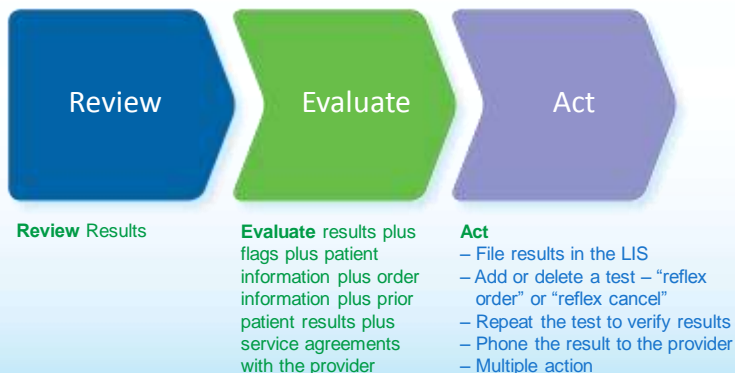 Review
Evaluate
Act
Review Results
Evaluate results plus
flags plus patient
information plus order
information plus prior
patient results plus
service agreements
with the provider
Act
– File results in the LIS
– Add or delete a test – “reflex
order” or “reflex cancel”
– Repeat the test to verify results
– Phone the result to the provider
– Multiple action